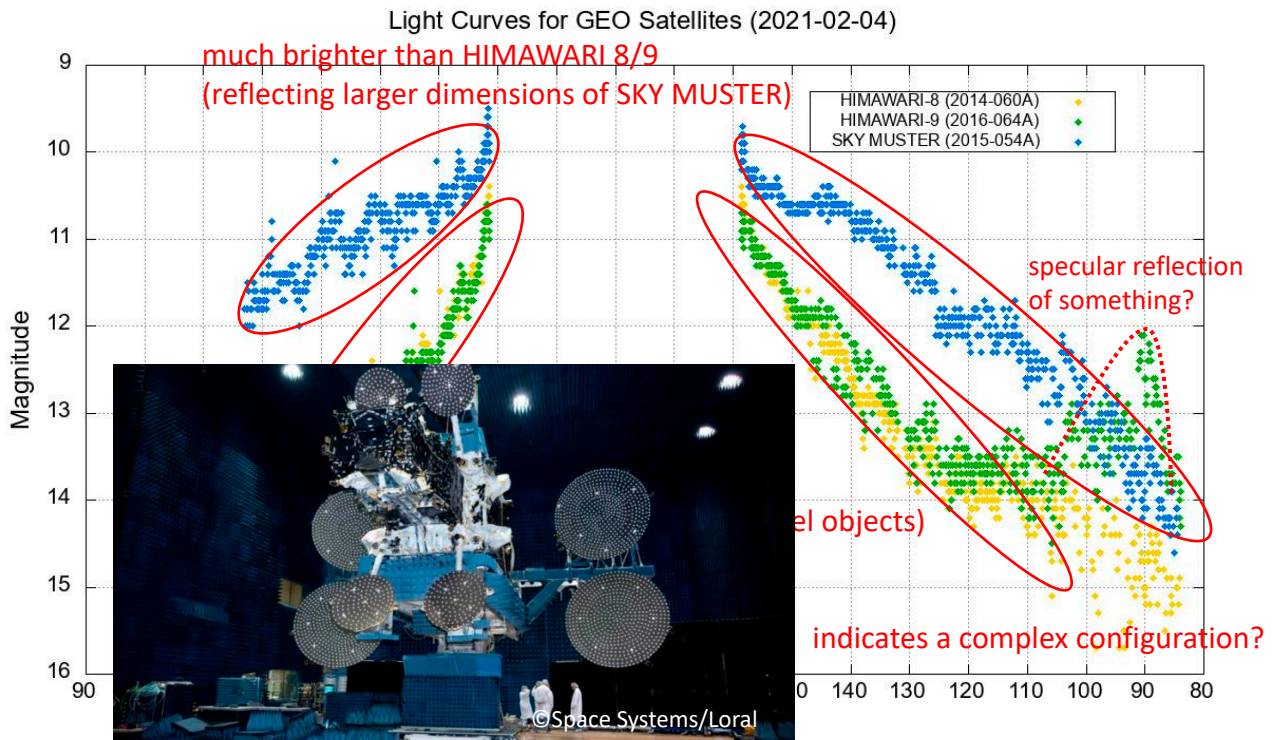 Light Curves for GEO Satellites (2021-02-04)
much brighter than HIMAWARI 8/9
(reflecting larger dimensions of SKY MUSTER)
HIMAWARI-8 (2014-060A)
HIMAWARI-9 (2016-064A)
SKY MUSTER (2015-054A)
specular reflection
of something?
Magnitude
9
10
11
12
13
14
15
16
el objects)
indicates a complex configuration?
©Space Systems/Loral
90
140
130
120
110
100
90
80